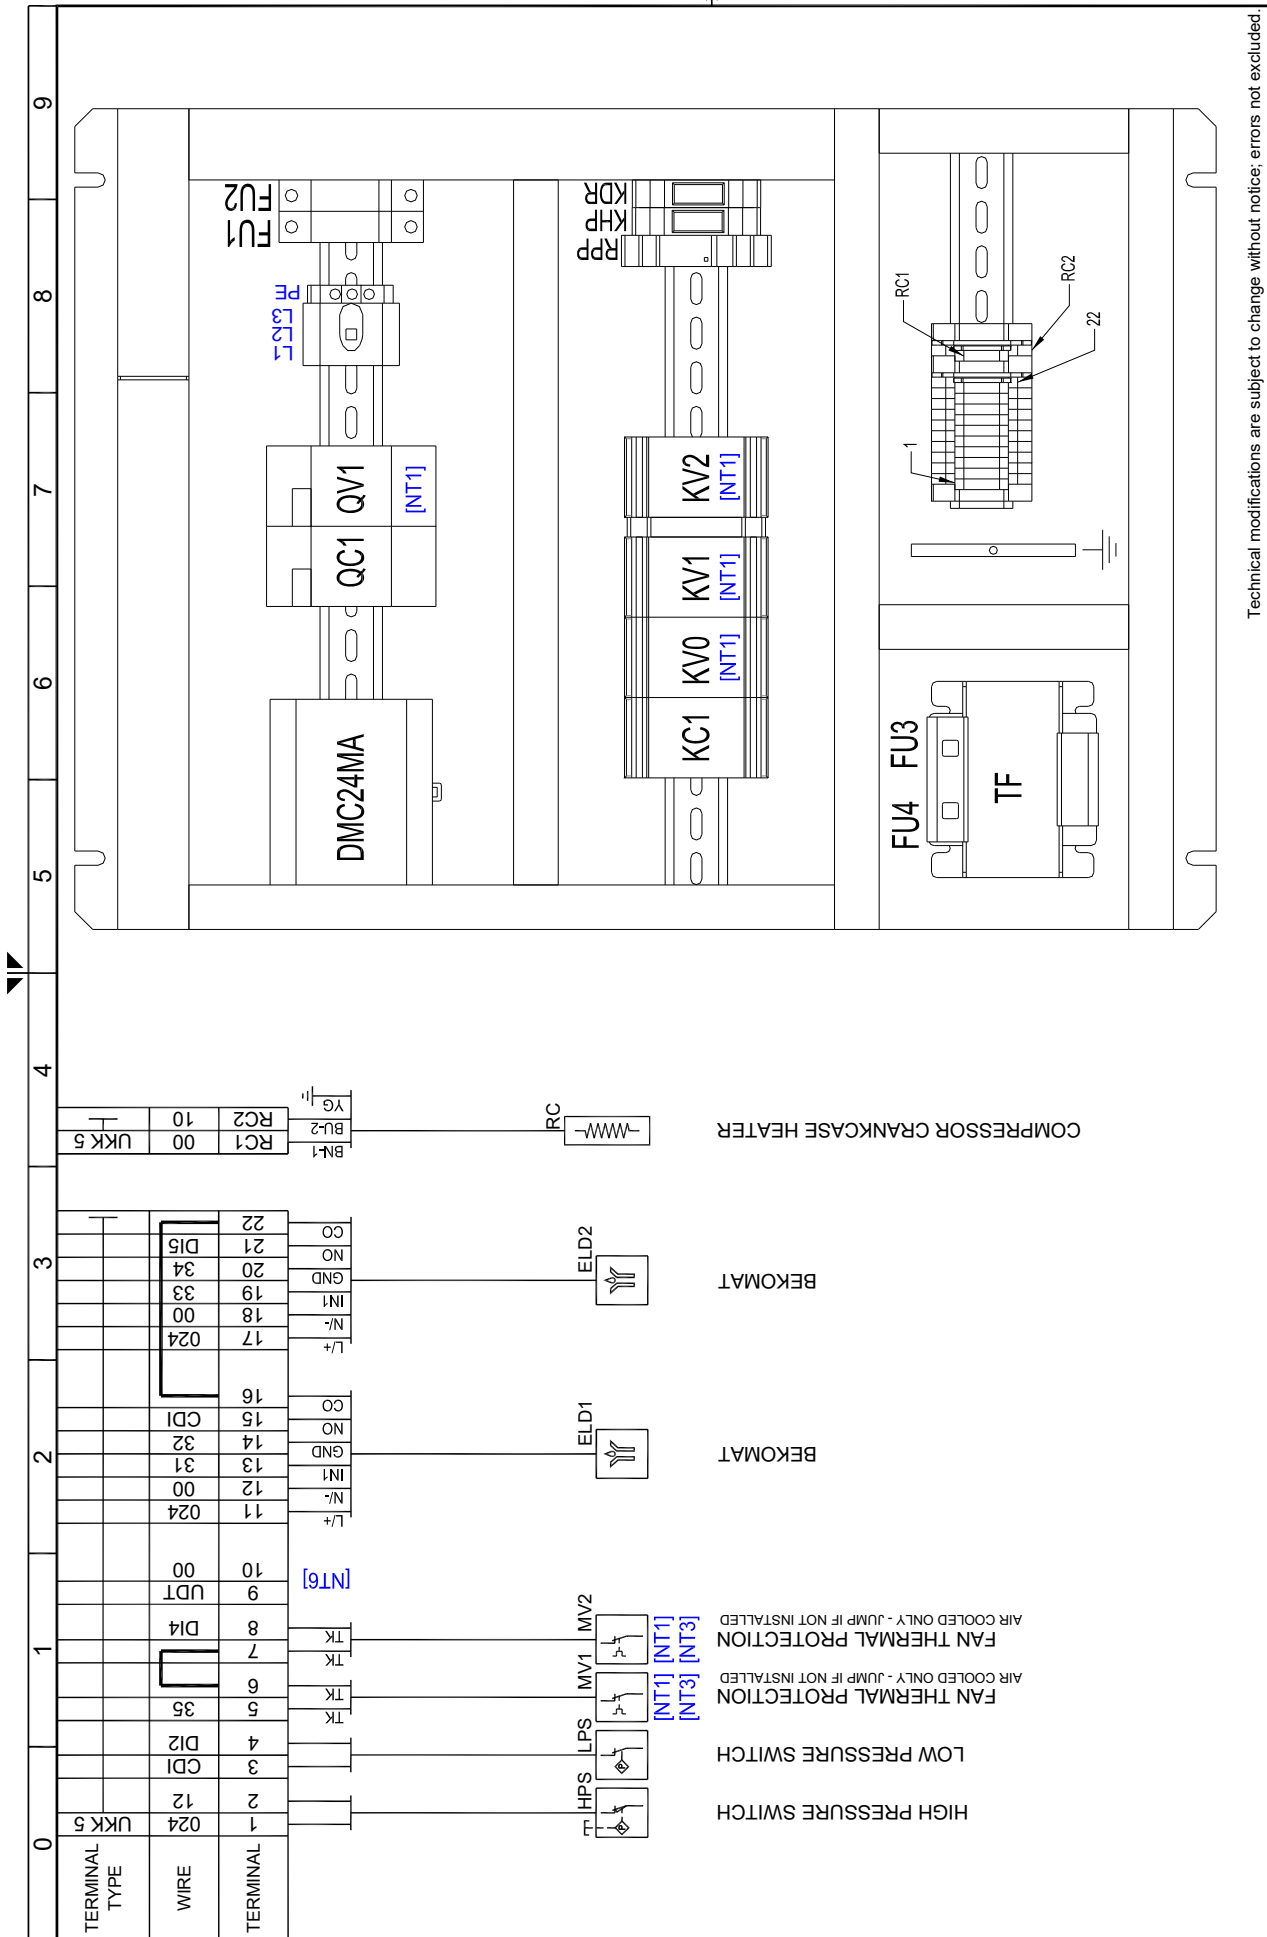 0
1
2
3
4
5
6
7
8
9
TERMINAL
TYPE
UKK 5
UKK 5
WIRE
024
12
CDI
DI2
35
DI4
UDT
00
024
00
31
32
CDI
024
00
33
34
DI5
00
10
TERMINAL
1
2
3
4
5
6
7
8
9
10
11
12
13
14
15
16
17
18
19
20
21
22
RC1
RC2
TK
TK
TK
TK
[NT6]
L/+
N/-
IN1
GND
NO
CO
L/+
N/-
IN1
GND
NO
CO
BN-1
BU-2
YG
HPS
LPS
MV1
MV2
ELD1
ELD2
RC
[NT1]
[NT3]
[NT1]
[NT3]
HIGH PRESSURE SWITCH
LOW PRESSURE SWITCH
FAN THERMAL PROTECTION
AIR COOLED ONLY - JUMP IF NOT INSTALLED
FAN THERMAL PROTECTION
AIR COOLED ONLY - JUMP IF NOT INSTALLED
BEKOMAT
BEKOMAT
COMPRESSOR CRANKCASE HEATER
DMC24MA
QC1
QV1
[NT1]
L1
L2
L3
PE
FU1
FU2
KC1
KV0
[NT1]
KV1
[NT1]
KV2
[NT1]
RPP
KHP
KDR
FU4
FU3
TF
1
RC1
22
RC2
Technical modifications are subject to change without notice; errors not excluded.